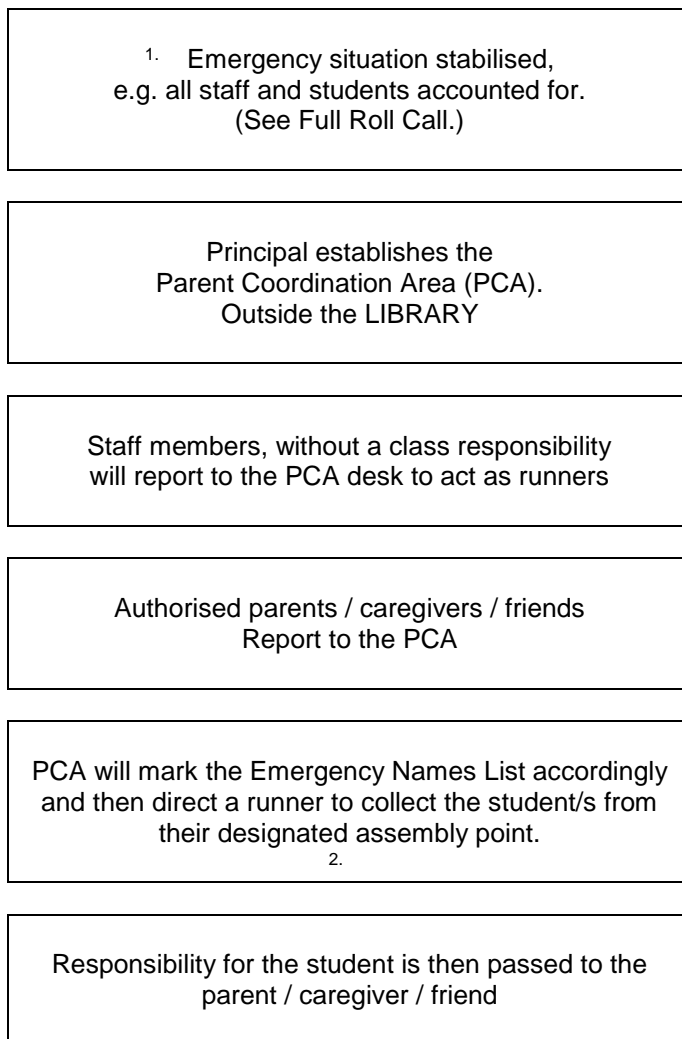 1. Emergency situation stabilised,
e.g. all staff and students accounted for.
(See Full Roll Call.)
Principal establishes the
Parent Coordination Area (PCA).
Outside the LIBRARY
Staff members, without a class responsibility
will report to the PCA desk to act as runners
Authorised parents / caregivers / friends
Report to the PCA
PCA will mark the Emergency Names List accordingly
and then direct a runner to collect the student/s from
their designated assembly point.
2.
Responsibility for the student is then passed to the
parent / caregiver / friend